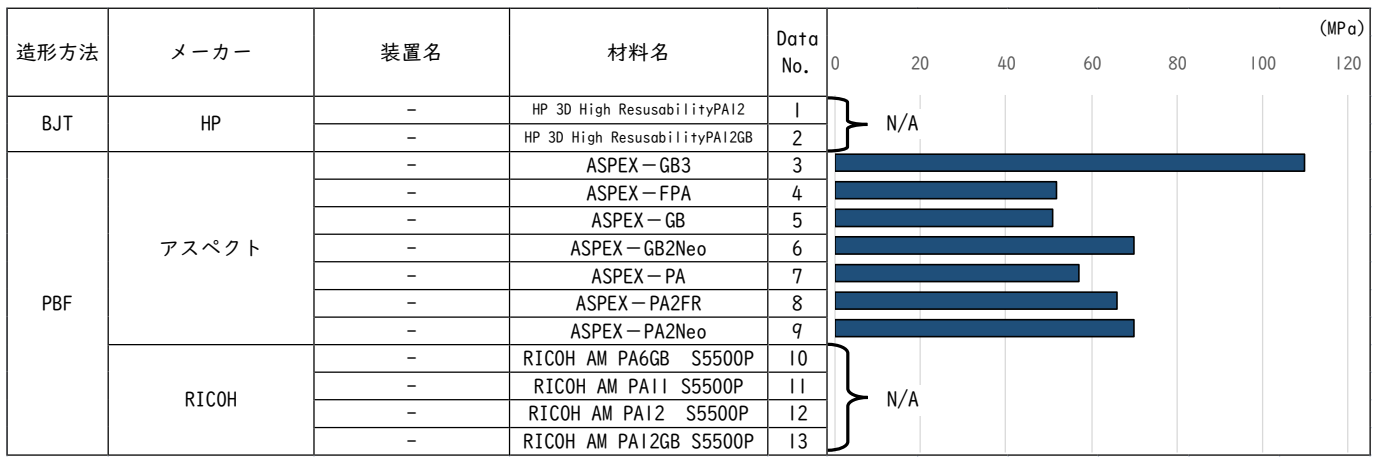 (MPa)
造形方法 メーカー 装置名 材料名 Data No. 0 20 40 60 80 100 120
BJT HP - HP 3D High ResusabilityPA12 1 N/A
- HP 3D High ResusabilityPA12GB 2
PBF アスペクト - ASPEX-GB3 3
- ASPEX-FPA 4
- ASPEX-GB 5
- ASPEX-GB2Neo 6
- ASPEX-PA 7
- ASPEX-PA2FR 8
- ASPEX-PA2Neo 9
RICOH - RICOH AM PA6GB S5500P 10 N/A
- RICOH AM PA11 S5500P 11
- RICOH AM PA12 S5500P 12
- RICOH AM PA12GB S5500P 13